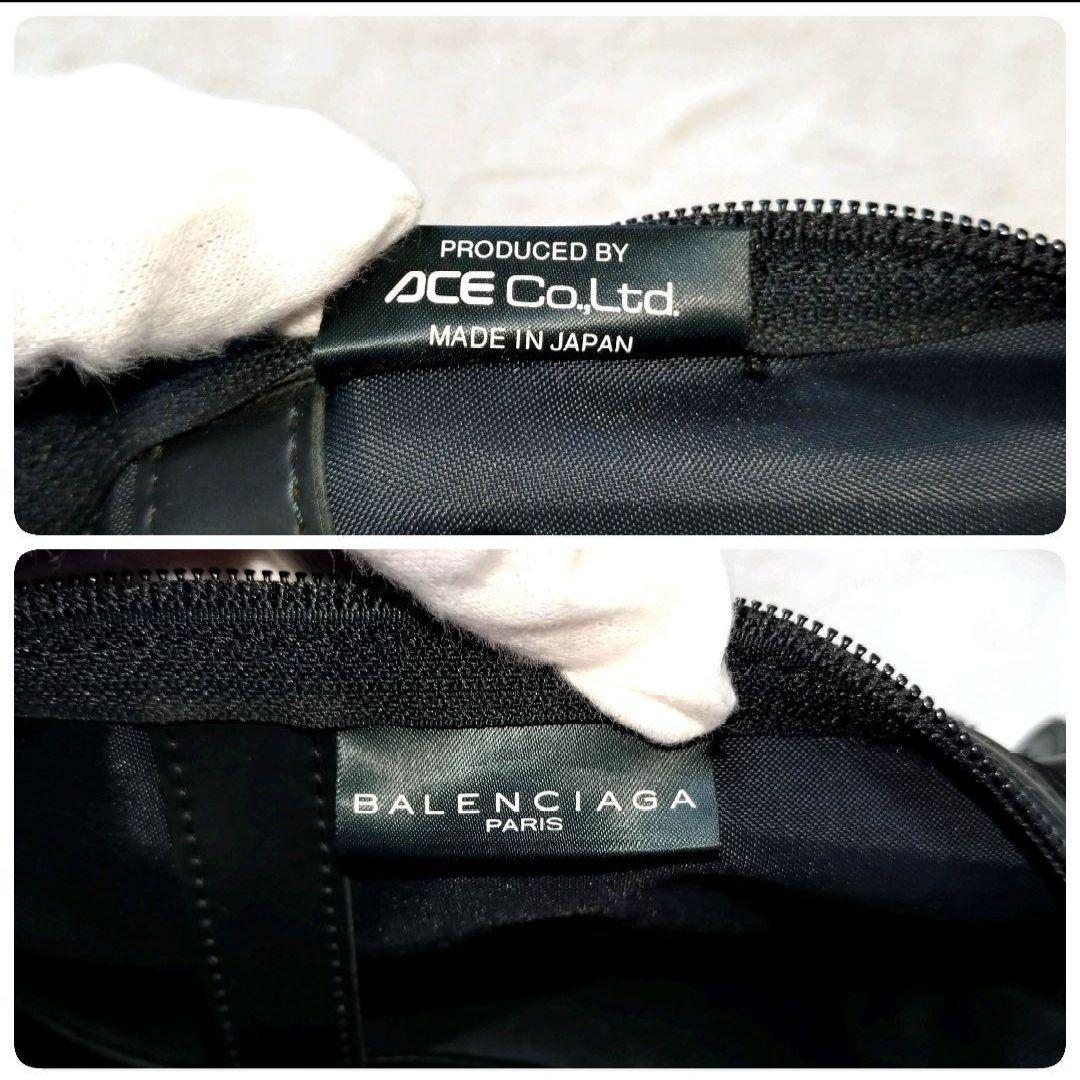 PRODUCED BY
ACE Co.,Ltd.
MADE IN JAPAN
BALENCIAGA
PARIS